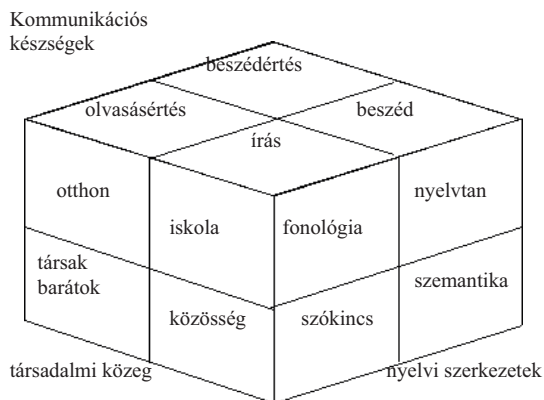 Kommunikációs
készségek
beszédértés
olvasásértés
beszéd
írás
otthon
iskola
fonológia
nyelvtan
társak
barátok
közösség
szókincs
szemantika
társadalmi közeg
nyelvi szerkezetek